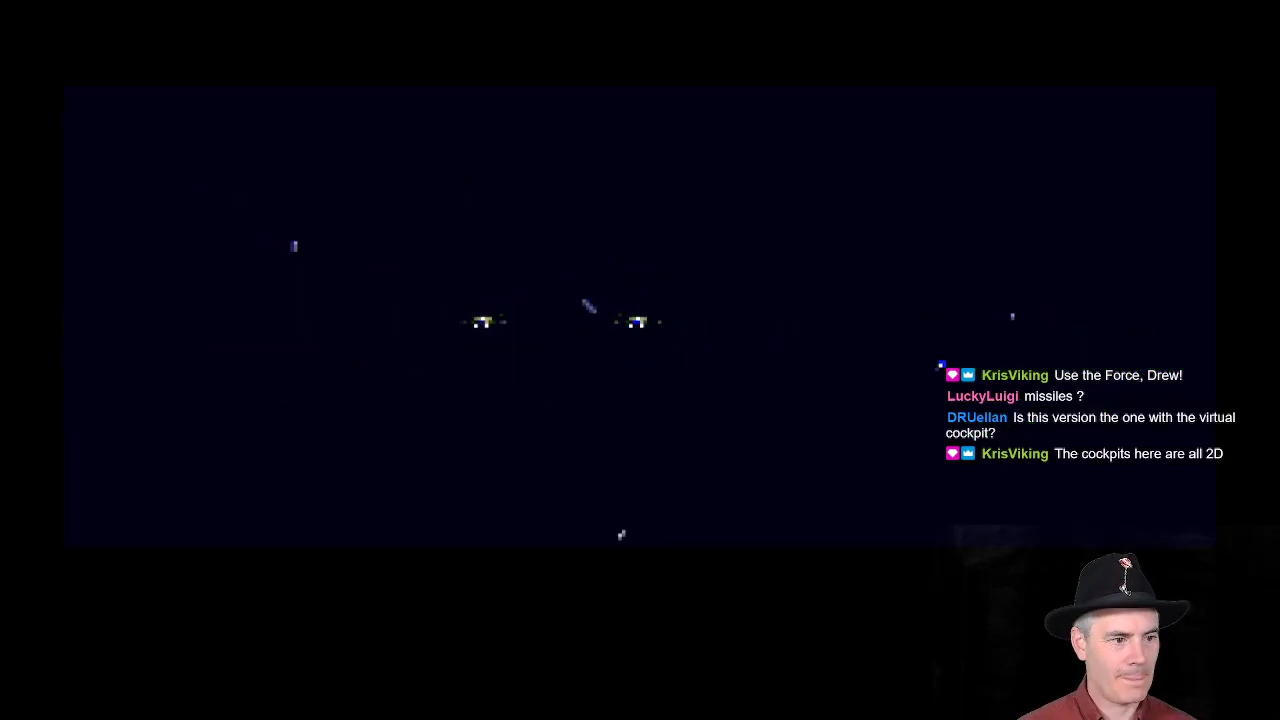 KrisViking Use the Force, Drew!
LuckyLuigi missiles ?
DRUellan Is this version the one with the virtual
cockpit?
KrisViking The cockpits here are all 2D